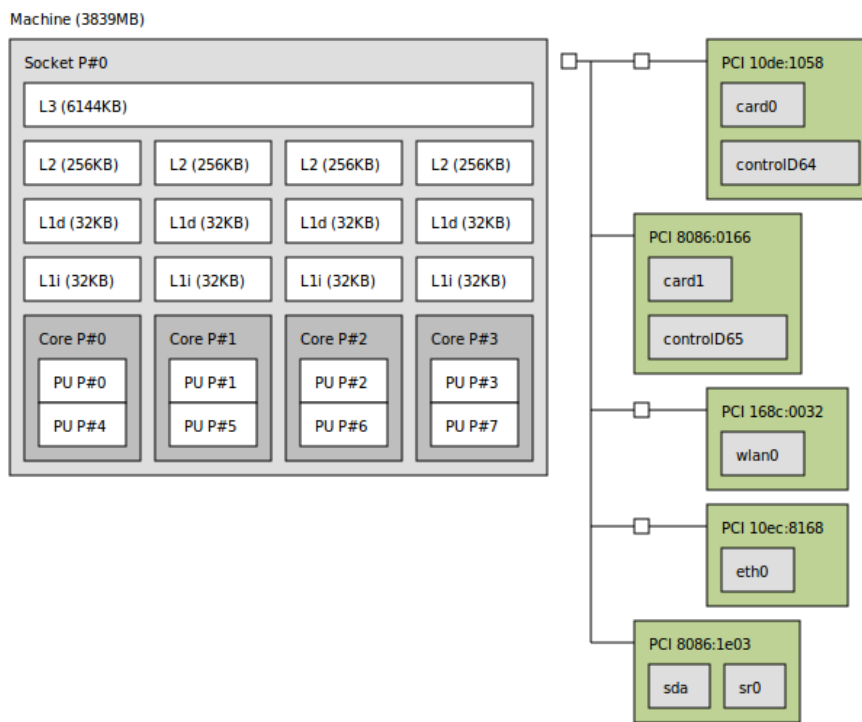 Machine (3839MB)
Socket P#0
L3 (6144KB)
L2 (256KB) L2 (256KB) L2 (256KB) L2 (256KB)
L1d (32KB) L1d (32KB) L1d (32KB) L1d (32KB)
L1i (32KB) L1i (32KB) L1i (32KB) L1i (32KB)
Core P#0 Core P#1 Core P#2 Core P#3
PU P#0 PU P#1 PU P#2 PU P#3
PU P#4 PU P#5 PU P#6 PU P#7
PCI 10de:1058
card0
controlD64
PCI 8086:0166
card1
controlD65
PCI 168c:0032
wlan0
PCI 10ec:8168
eth0
PCI 8086:1e03
sda sr0